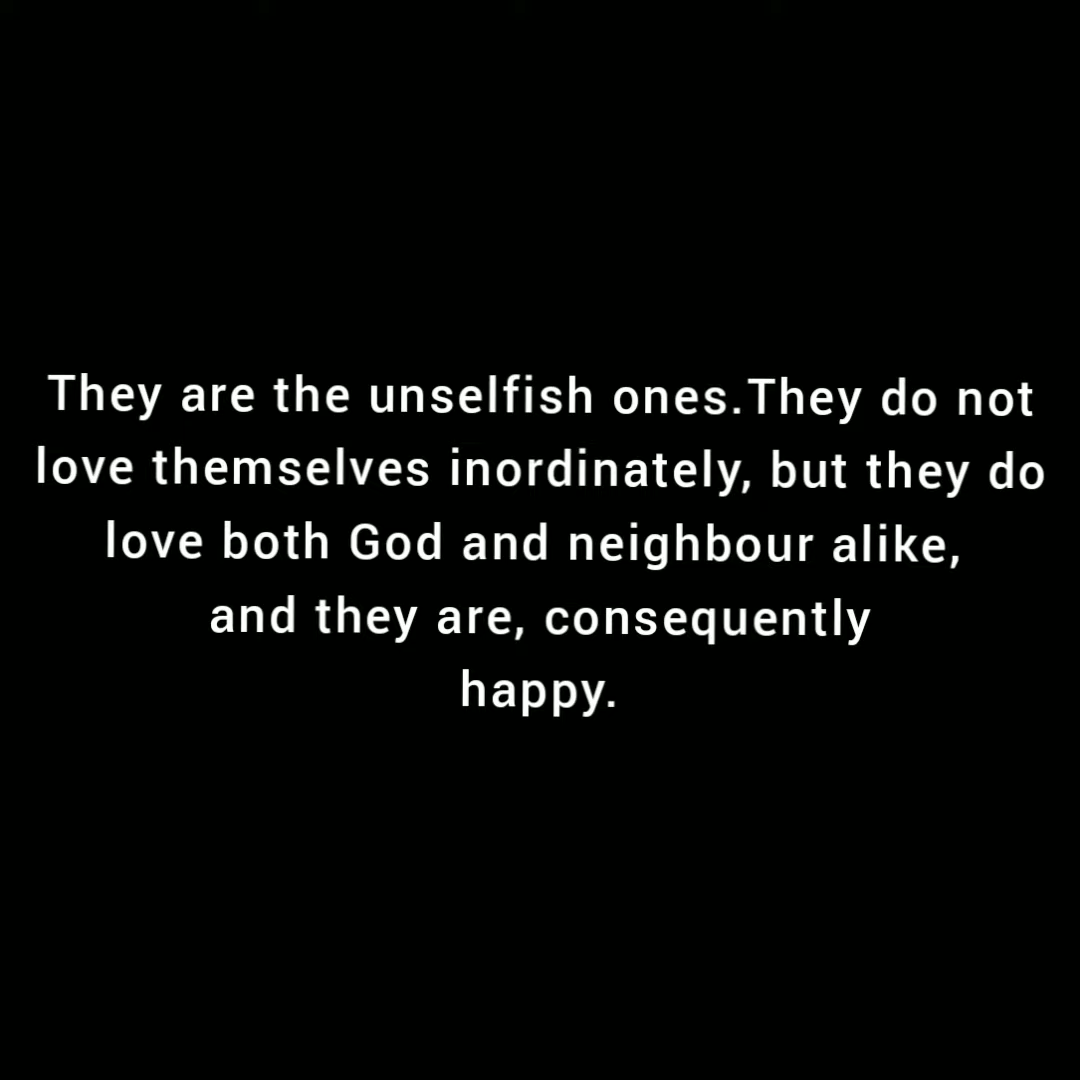 They are the unselfish ones.They do not
love themselves inordinately, but they do
love both God and neighbour alike,
and they are, consequently
happy.